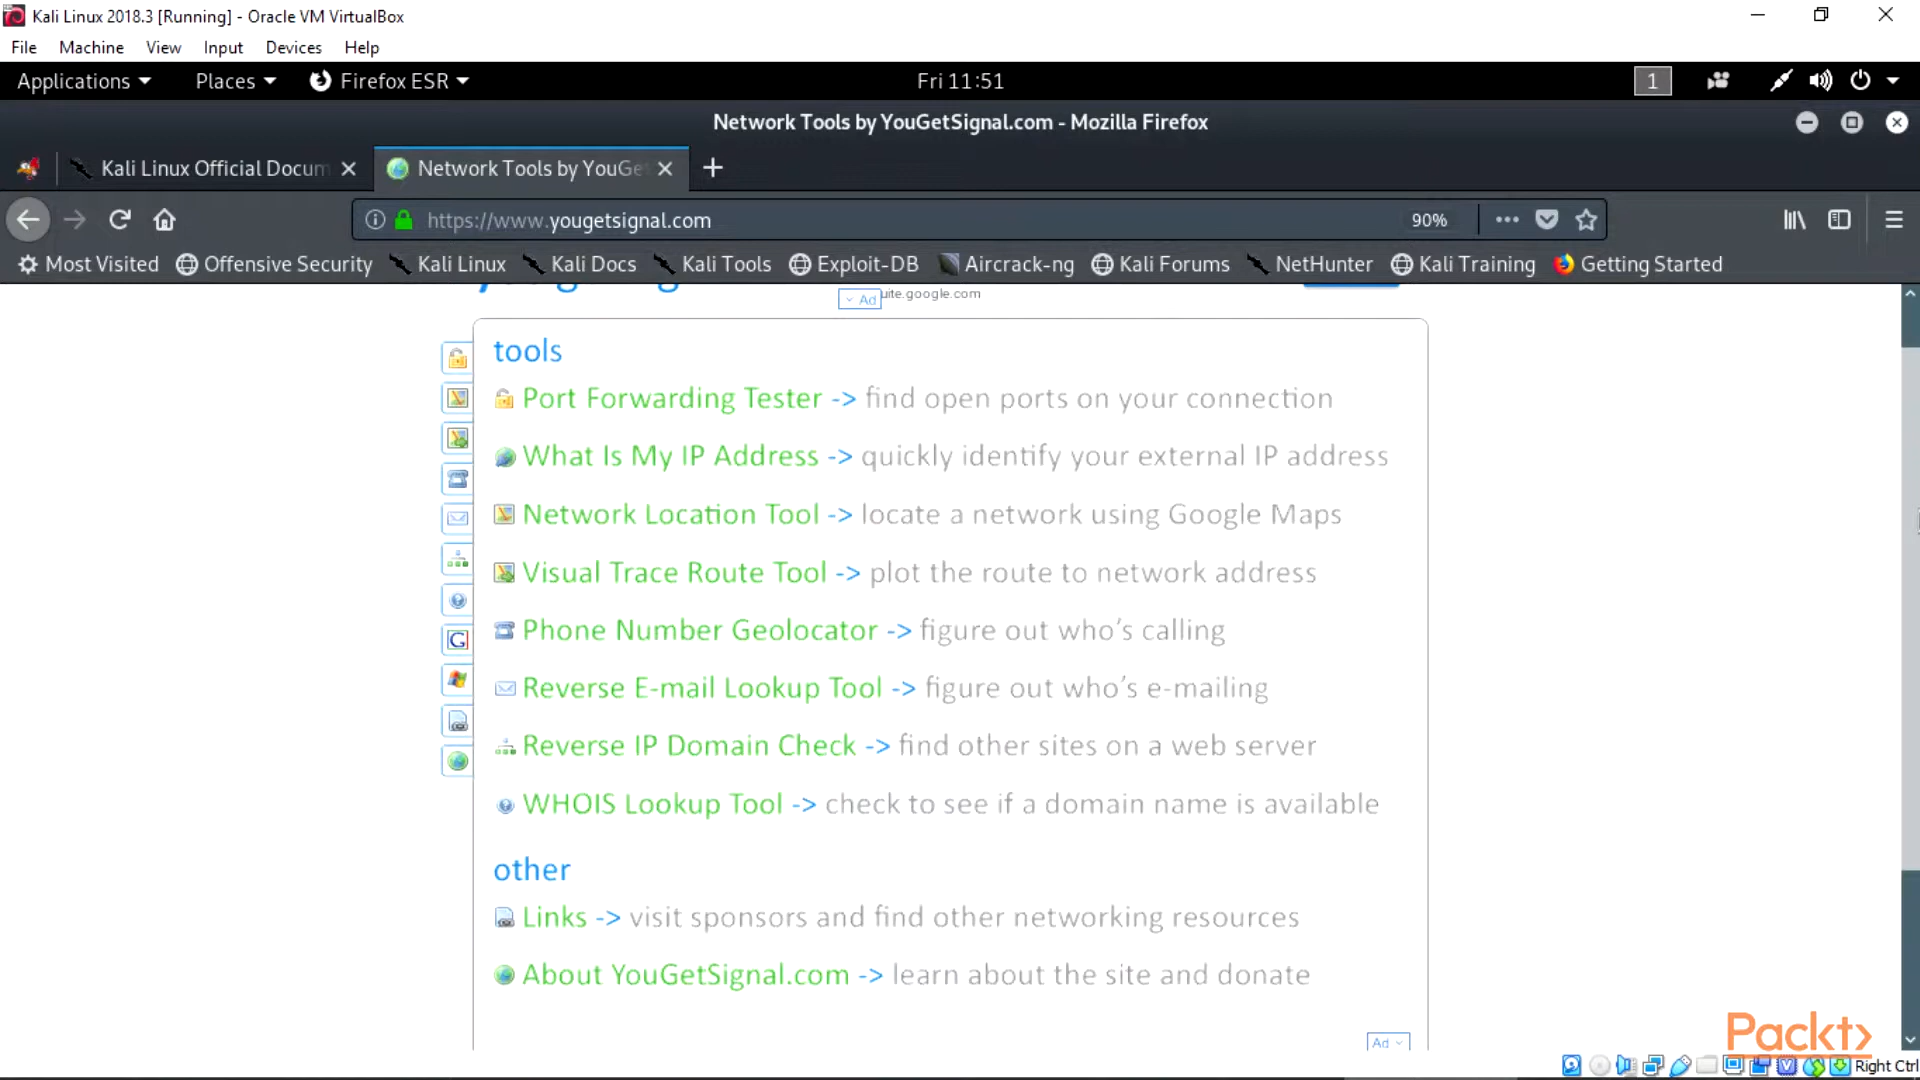 Kali Linux 2018.3 [Running] - Oracle VM VirtualBox
File Machine View Input Devices Help
Applications Places Firefox ESR Fri 11:51 1
Network Tools by YouGetSignal.com - Mozilla Firefox
Kali Linux Official Docum Network Tools by YouGe
https://www.yougetsignal.com 90%
Most Visited Offensive Security Kali Linux Kali Docs Kali Tools Exploit-DB Aircrack-ng Kali Forums NetHunter Kali Training Getting Started
Ad uite.google.com
tools
Port Forwarding Tester -> find open ports on your connection
What Is My IP Address -> quickly identify your external IP address
Network Location Tool -> locate a network using Google Maps
Visual Trace Route Tool -> plot the route to network address
Phone Number Geolocator -> figure out who's calling
Reverse E-mail Lookup Tool -> figure out who's e-mailing
Reverse IP Domain Check -> find other sites on a web server
WHOIS Lookup Tool -> check to see if a domain name is available
other
Links -> visit sponsors and find other networking resources
About YouGetSignal.com -> learn about the site and donate
Ad
Packt>
Right Ctrl